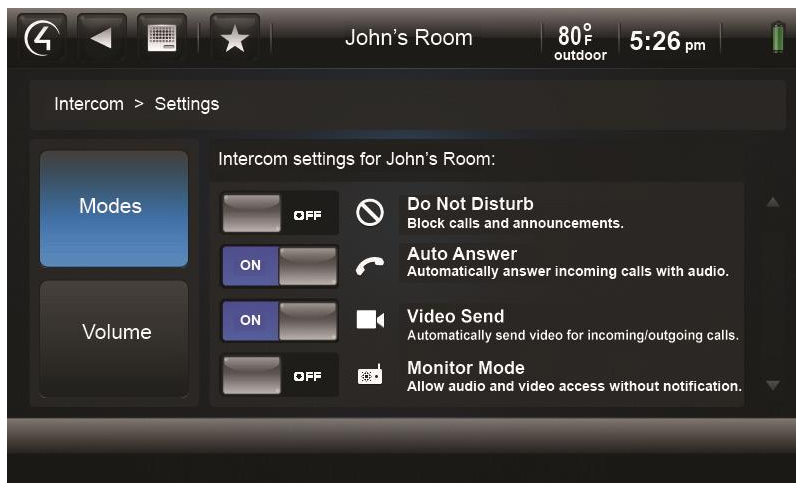 John's Room
80°F
outdoor
5:26 pm
Intercom > Settings
Modes
Volume
Intercom settings for John's Room:
OFF
Do Not Disturb
Block calls and announcements.
ON
Auto Answer
Automatically answer incoming calls with audio.
ON
Video Send
Automatically send video for incoming/outgoing calls.
OFF
Monitor Mode
Allow audio and video access without notification.